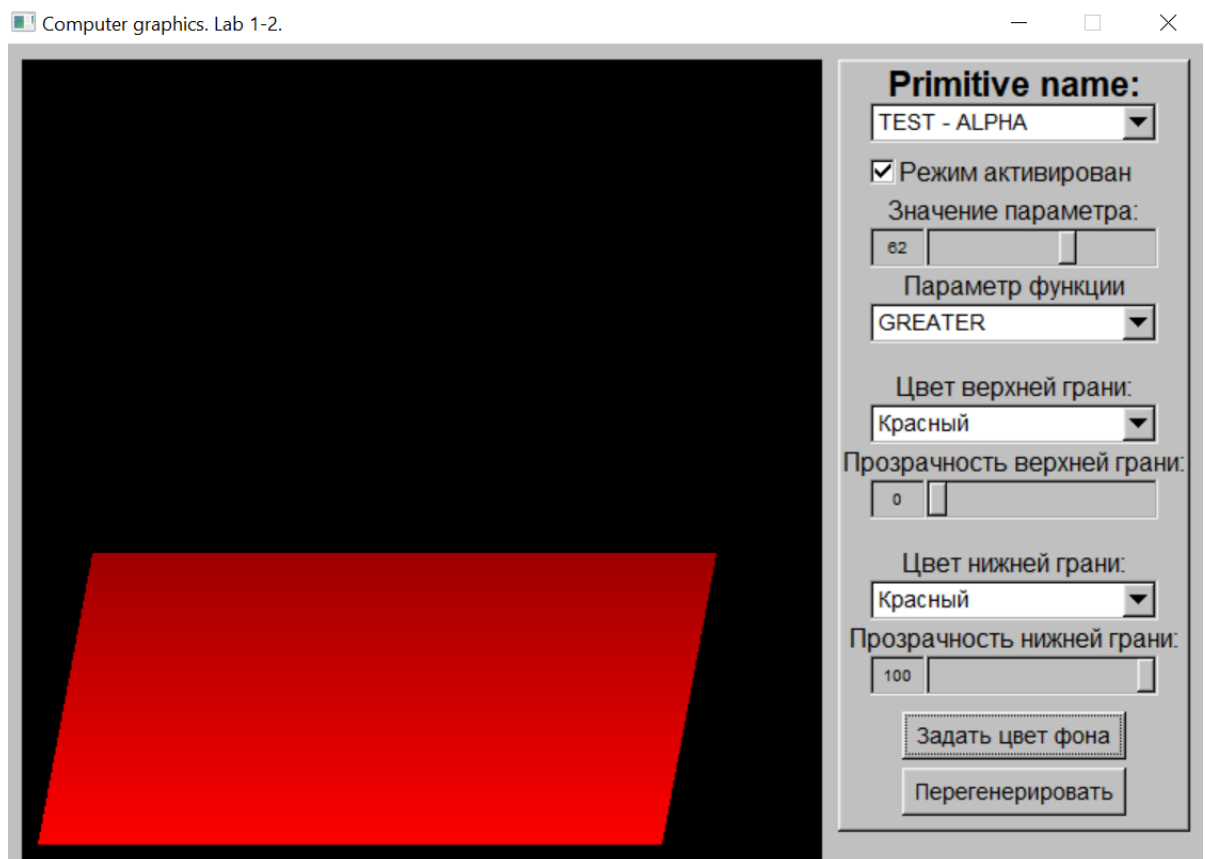 Computer graphics. Lab 1-2.
Primitive name:
TEST - ALPHA
Режим активирован
Значение параметра:
62
Параметр функции
GREATER
Цвет верхней грани:
Красный
Прозрачность верхней грани:
0
Цвет нижней грани:
Красный
Прозрачность нижней грани:
100
Задать цвет фона
Перегенерировать